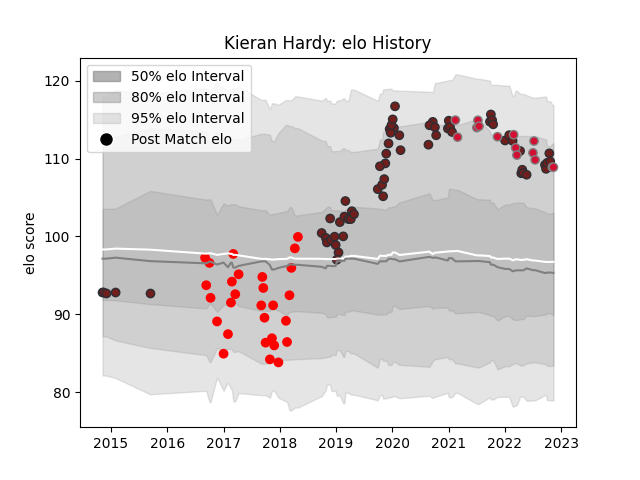 Kieran Hardy: elo History
50% elo Interval
80% elo Interval
95% elo Interval
Post Match elo
elo score
120
110
100
90
80
2015 2016 2017 2018 2019 2020 2021 2022 2023